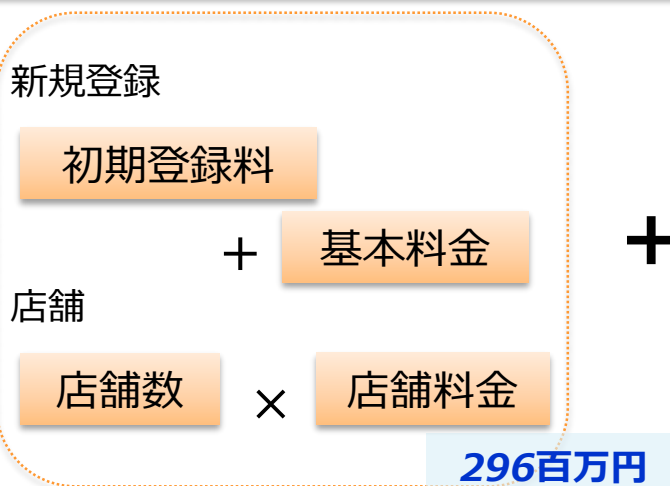 新規登録
初期登録料
＋ 基本料金
＋
店舗
店舗数 × 店舗料金
296百万円